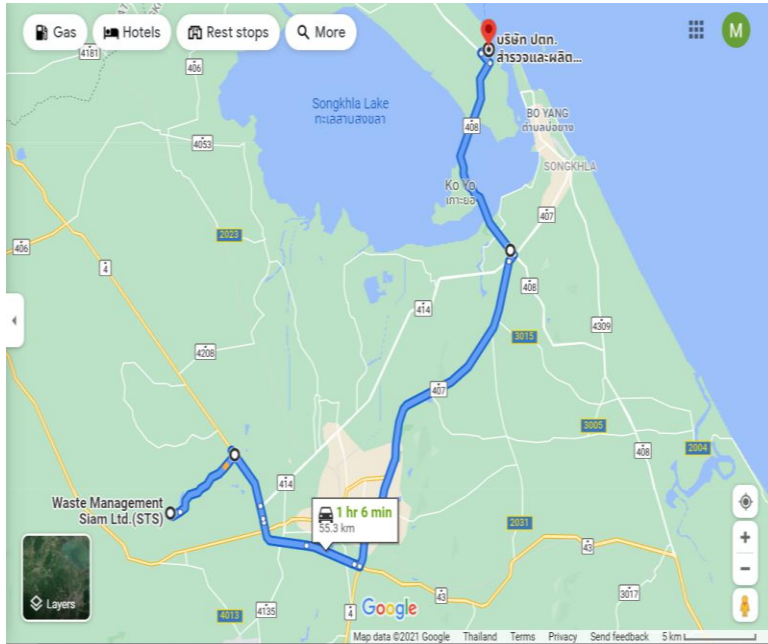 Gas
Hotels
Rest stops
More
M
SONGKH
4181
406
บริษัท ปตท.
สำรวจและผลิต...
Songkhla Lake
ทะเลสาบสงขลา
408
BO YANG
ตำบลบ่อยาง
4053
SONGKHLA
Ko Yo
เกาะยอ
407
2023
406
4
408
414
4309
3015
4208
407
3005
408
2004
414
Waste Management
Siam Ltd.(STS)
1 hr 6 min
55.3 km
2031
43
43
3017
4013
4135
4
Layers
Google
Map data ©2021 Google
Thailand
Terms
Privacy
Send feedback
5 km